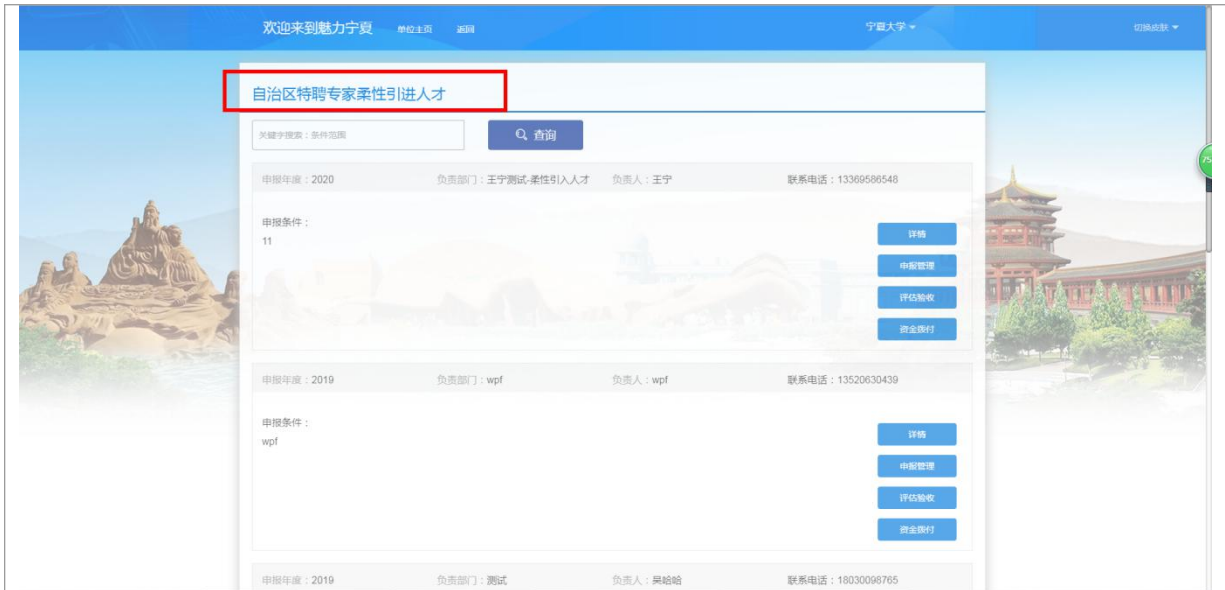 欢迎来到魅力宁夏 单位主页 返回 宁夏大学 切换皮肤
自治区特聘专家柔性引进人才
关键字搜索：条件范围 查询
申报年度：2020 负责部门：王宁测试-柔性引入人才 负责人：王宁 联系电话：13369586548
申报条件：
11
详情
申报管理
评估验收
资金拨付
申报年度：2019 负责部门：wpf 负责人：wpf 联系电话：13520630439
申报条件：
wpf
详情
申报管理
评估验收
资金拨付
申报年度：2019 负责部门：测试 负责人：吴哈哈 联系电话：18030098765